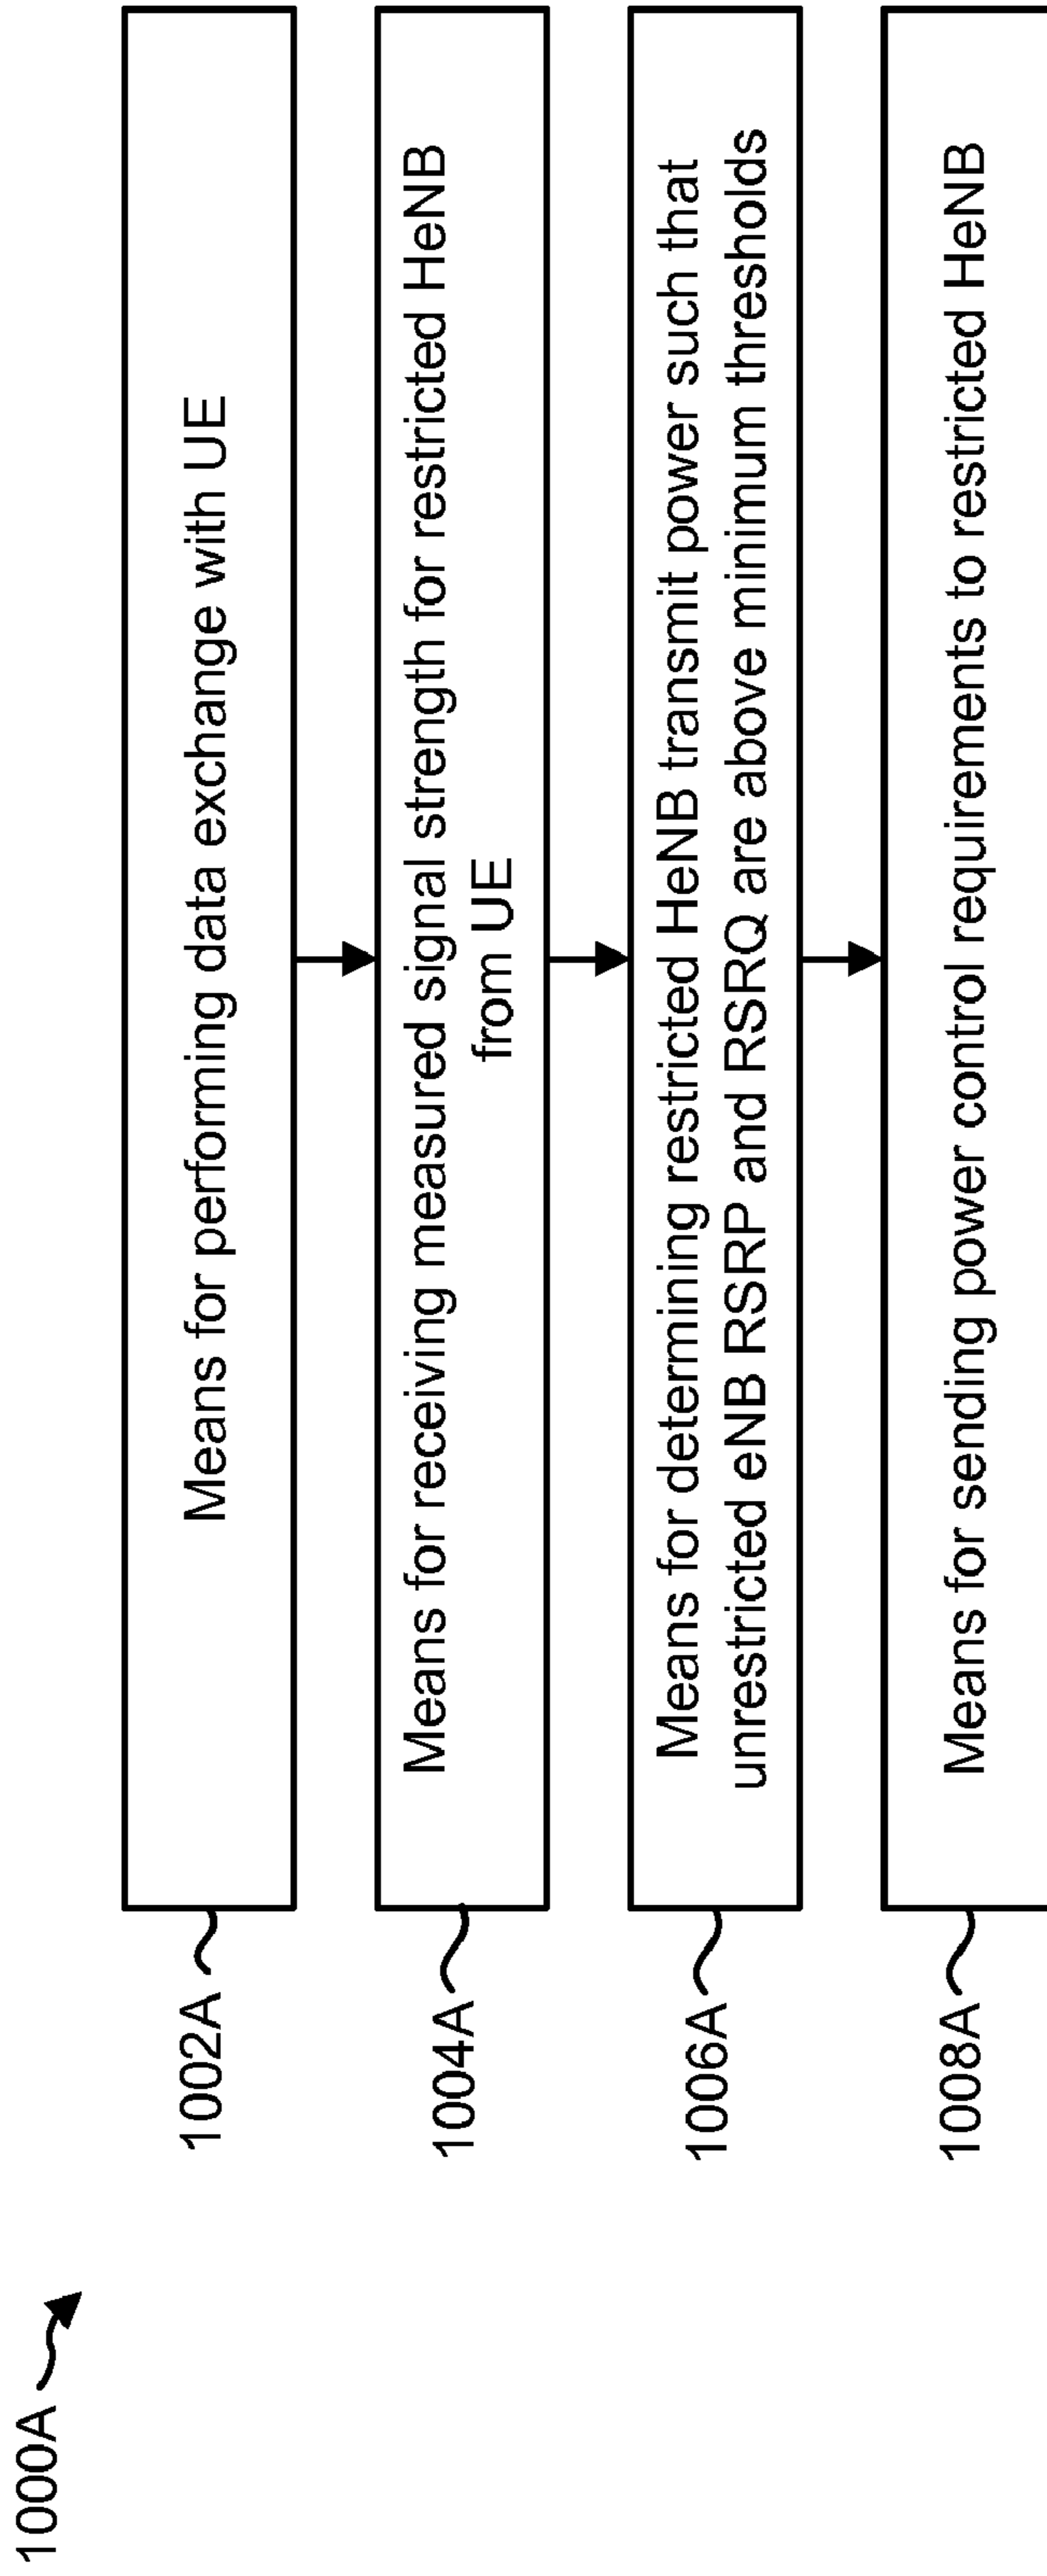 1000A
1002A
Means for performing data exchange with UE
1004A
Means for receiving measured signal strength for restricted HeNB
from UE
1006A
Means for determining restricted HeNB transmit power such that
unrestricted eNB RSRP and RSRQ are above minimum thresholds
1008A
Means for sending power control requirements to restricted HeNB